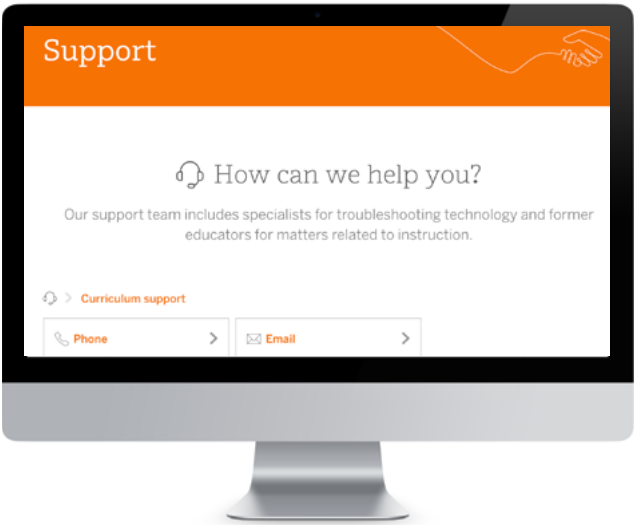 Support
How can we help you?
Our support team includes specialists for troubleshooting technology and former
educators for matters related to instruction.
Curriculum support
Phone
Email